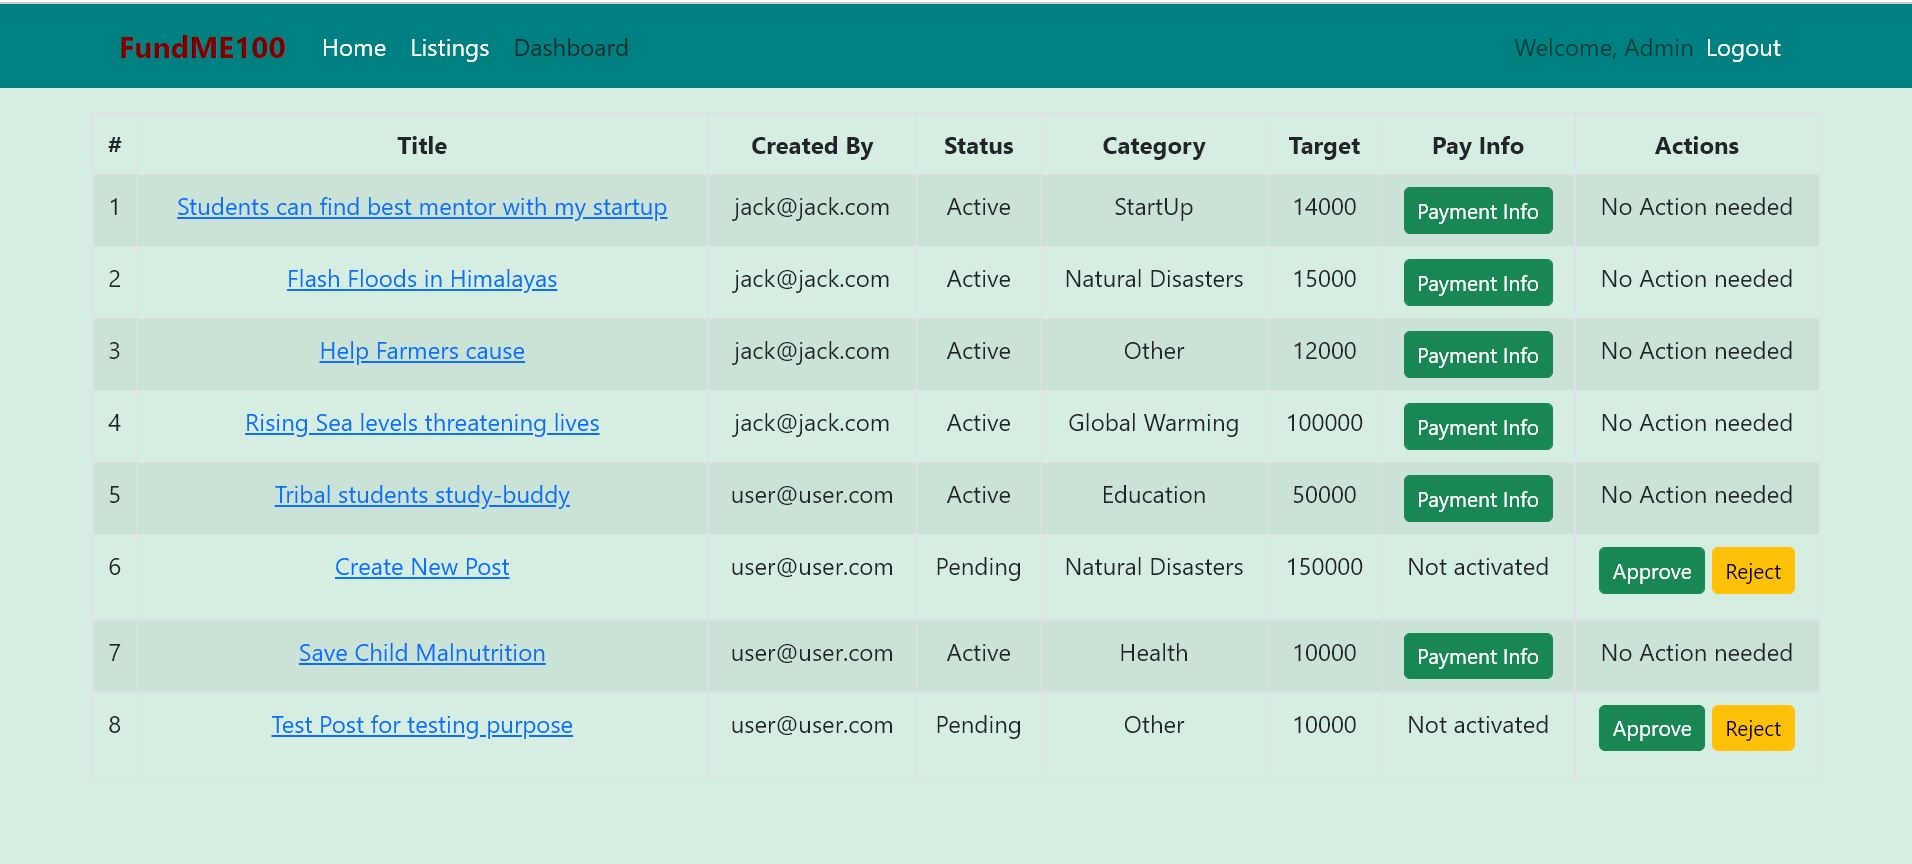 FundME100 Home Listings Dashboard Welcome, Admin Logout
# Title Created By Status Category Target Pay Info Actions
1 Students can find best mentor with my startup jack@jack.com Active StartUp 14000 Payment Info No Action needed
2 Flash Floods in Himalayas jack@jack.com Active Natural Disasters 15000 Payment Info No Action needed
3 Help Farmers cause jack@jack.com Active Other 12000 Payment Info No Action needed
4 Rising Sea levels threatening lives jack@jack.com Active Global Warming 100000 Payment Info No Action needed
5 Tribal students study-buddy user@user.com Active Education 50000 Payment Info No Action needed
6 Create New Post user@user.com Pending Natural Disasters 150000 Not activated Approve Reject
7 Save Child Malnutrition user@user.com Active Health 10000 Payment Info No Action needed
8 Test Post for testing purpose user@user.com Pending Other 10000 Not activated Approve Reject